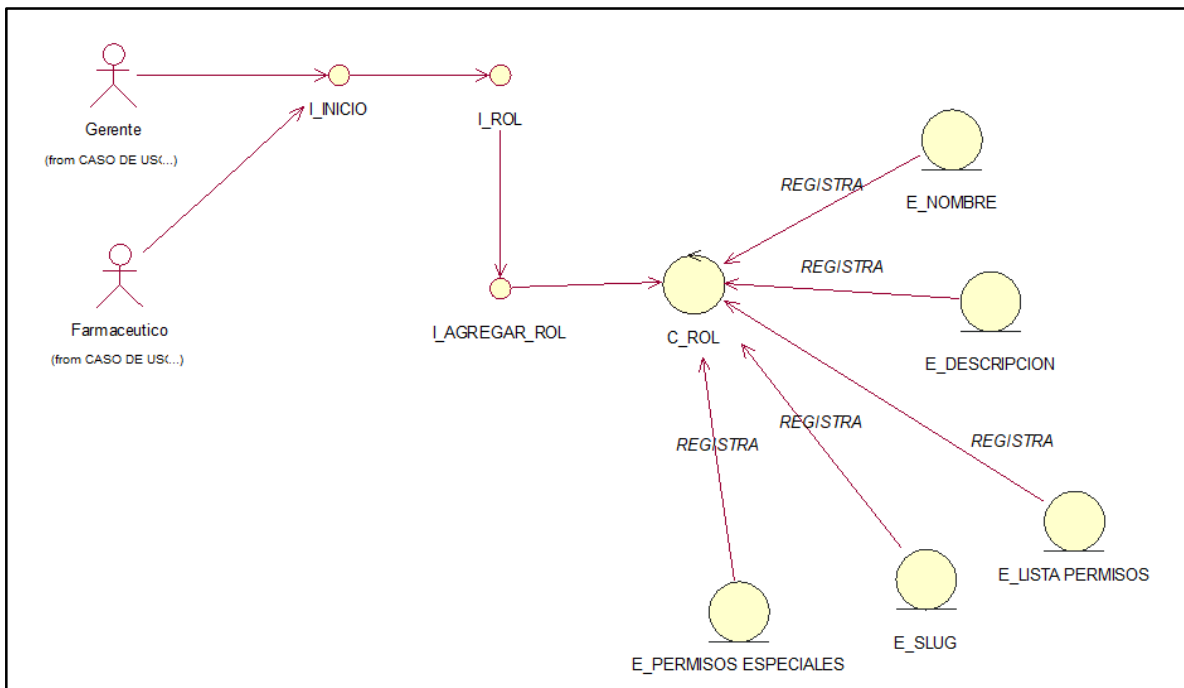 Gerente
(from CASO DE US(...)
I_INICIO
I_ROL
Farmaceutico
(from CASO DE US(...)
I_AGREGAR_ROL
C_ROL
REGISTRA
E_NOMBRE
REGISTRA
E_DESCRIPCION
REGISTRA
E_LISTA PERMISOS
REGISTRA
E_SLUG
REGISTRA
E_PERMISOS ESPECIALES